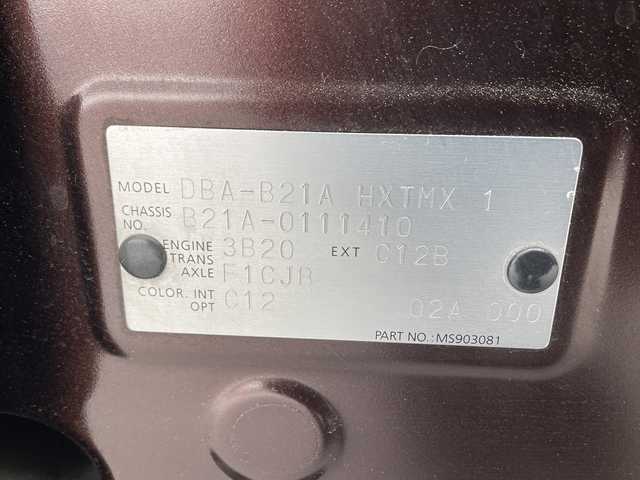 MODEL DBA-B21A HXTMX 1
CHASSIS NO. B21A-0111410
ENGINE 3B20 EXT C12B
TRANS AXLE F1CJB
COLOR. INT C12
OPT 02A 000
PART NO.:MS903081